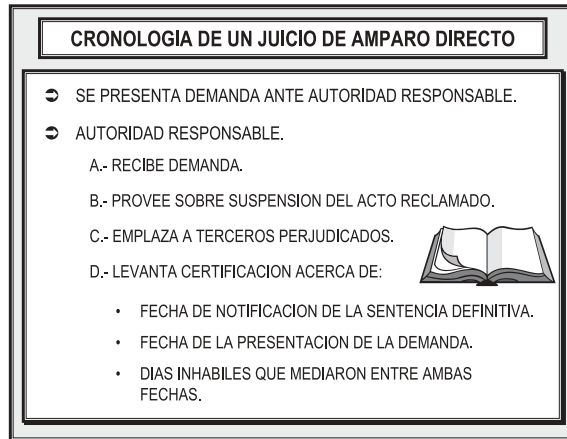 CRONOLOGIA DE UN JUICIO DE AMPARO DIRECTO
➲ SE PRESENTA DEMANDA ANTE AUTORIDAD RESPONSABLE.
➲ AUTORIDAD RESPONSABLE.
A.- RECIBE DEMANDA.
B.- PROVEE SOBRE SUSPENSION DEL ACTO RECLAMADO.
C.- EMPLAZA A TERCEROS PERJUDICADOS.
D.- LEVANTA CERTIFICACION ACERCA DE:
• FECHA DE NOTIFICACION DE LA SENTENCIA DEFINITIVA.
• FECHA DE LA PRESENTACION DE LA DEMANDA.
• DIAS INHABILES QUE MEDIARON ENTRE AMBAS
FECHAS.